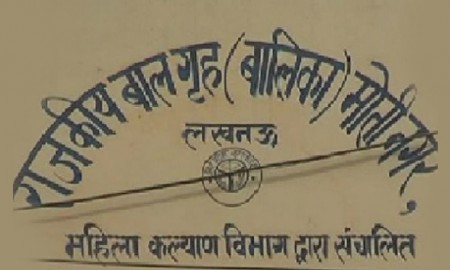 राजकीय बाल गृह (बालिका) मोती नगर,
लखनऊ
महिला कल्याण विभाग द्वारा संचालित